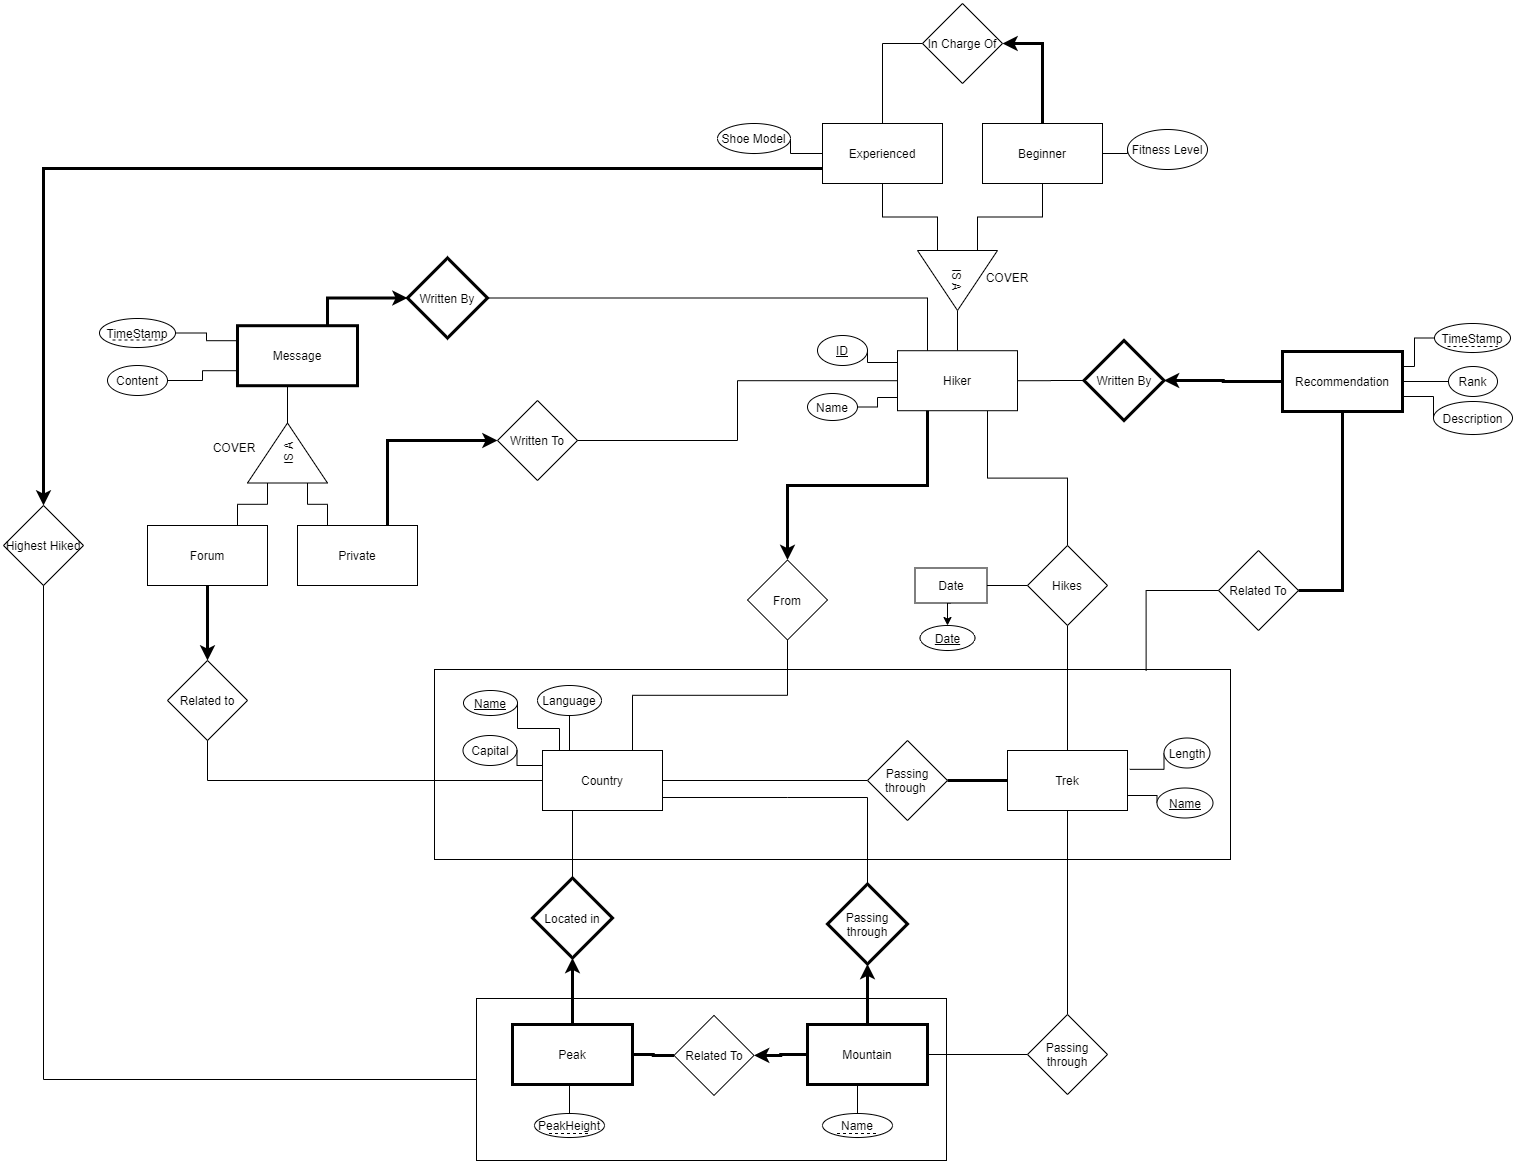 In Charge Of
Shoe Model
Experienced
Beginner
Fitness Level
IS A
COVER
Written By
TimeStamp
Message
Content
ID
Hiker
Name
Written By
Recommendation
TimeStamp
Rank
Description
COVER
IS A
Written To
Highest Hiked
Forum
Private
From
Date
Hikes
Related To
Date
Related to
Name
Language
Capital
Country
Passing
through
Trek
Length
Name
Located in
Passing
through
Peak
Related To
Mountain
Passing
through
PeakHeight
Name